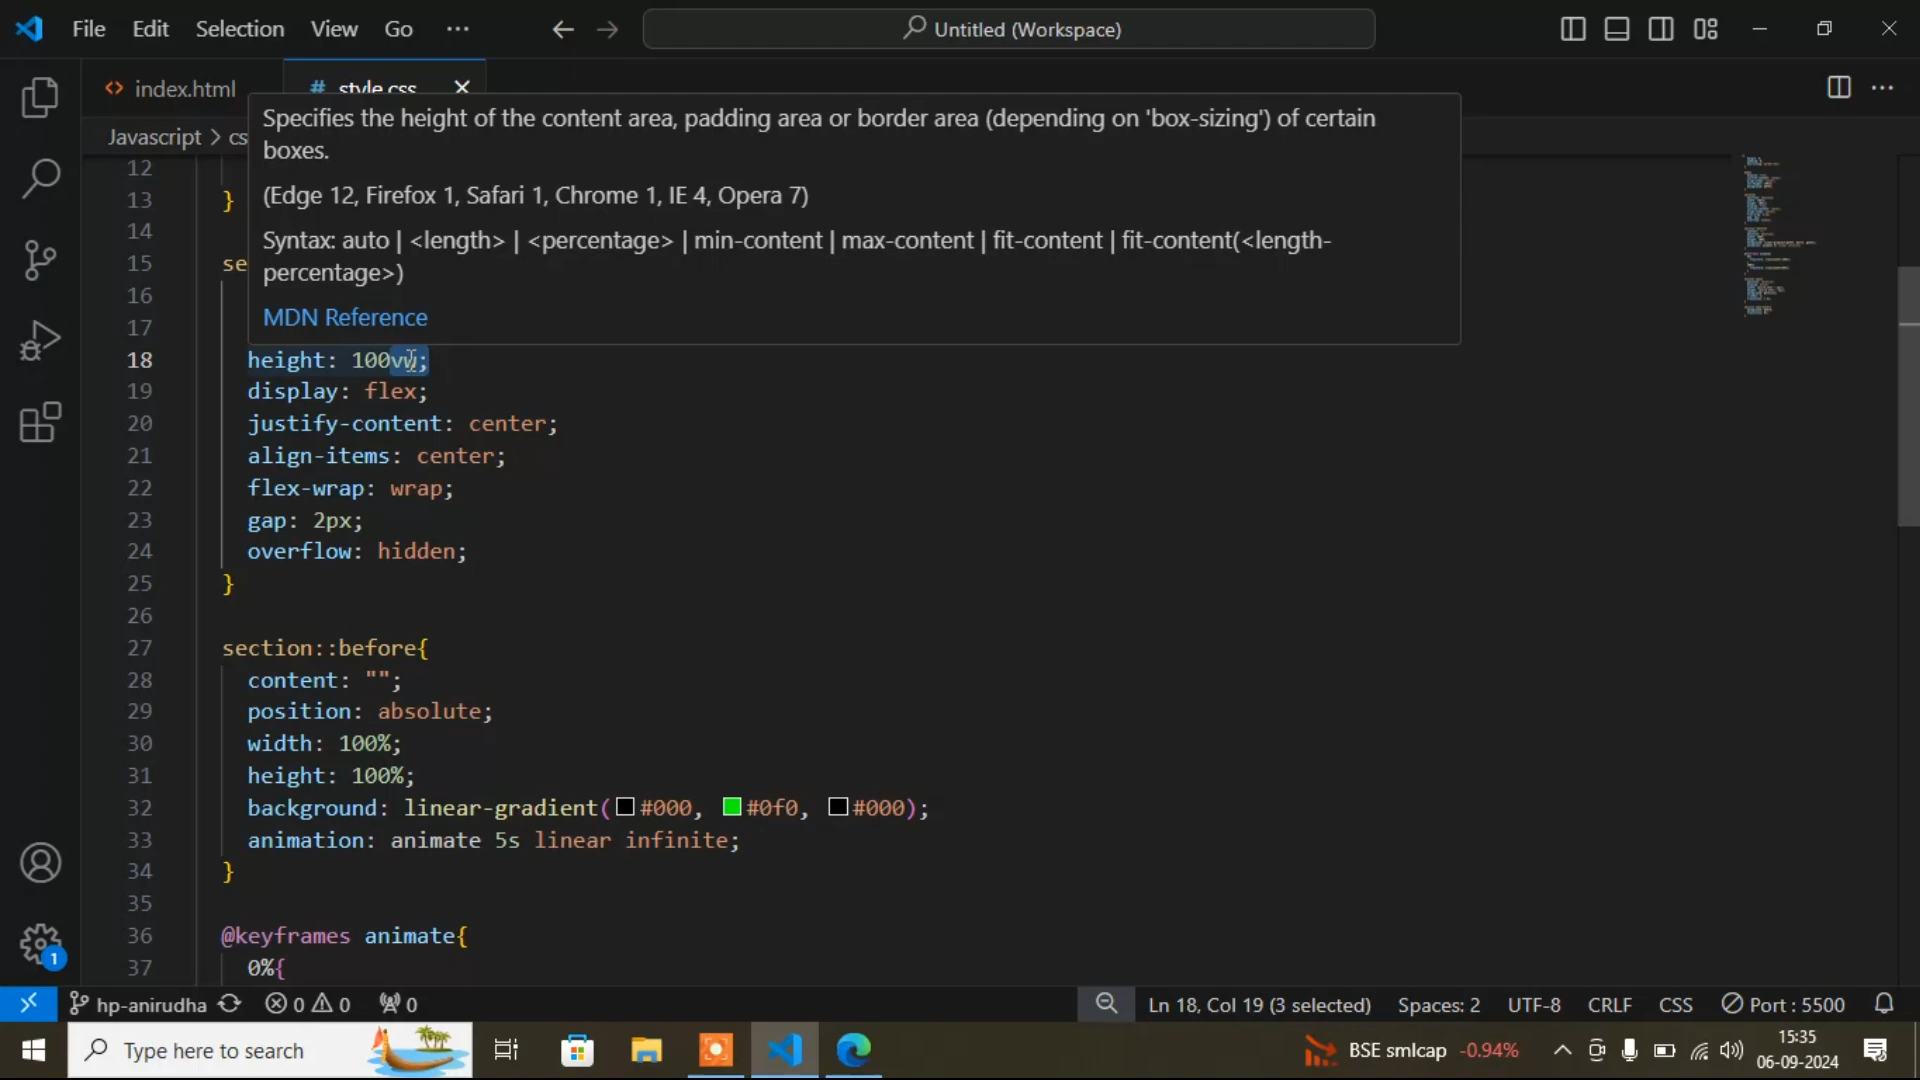 File Edit Selection View Go ··· Untitled (Workspace)
index.html # style.css
Specifies the height of the content area, padding area or border area (depending on 'box-sizing') of certain
boxes.
(Edge 12, Firefox 1, Safari 1, Chrome 1, IE 4, Opera 7)
Syntax: auto | <length> | <percentage> | min-content | max-content | fit-content | fit-content(<length-
percentage>)
MDN Reference
Javascript > cs
12
13 }
14
15 se
16
17
18 height: 100vw;
19 display: flex;
20 justify-content: center;
21 align-items: center;
22 flex-wrap: wrap;
23 gap: 2px;
24 overflow: hidden;
25 }
26
27 section::before{
28 content: "";
29 position: absolute;
30 width: 100%;
31 height: 100%;
32 background: linear-gradient(#000, #0f0, #000);
33 animation: animate 5s linear infinite;
34 }
35
36 @keyframes animate{
37 0%{
1
hp-anirudha 0 0 0 Ln 18, Col 19 (3 selected) Spaces: 2 UTF-8 CRLF CSS Port : 5500
Type here to search BSE smlcap -0.94% 15:35
06-09-2024